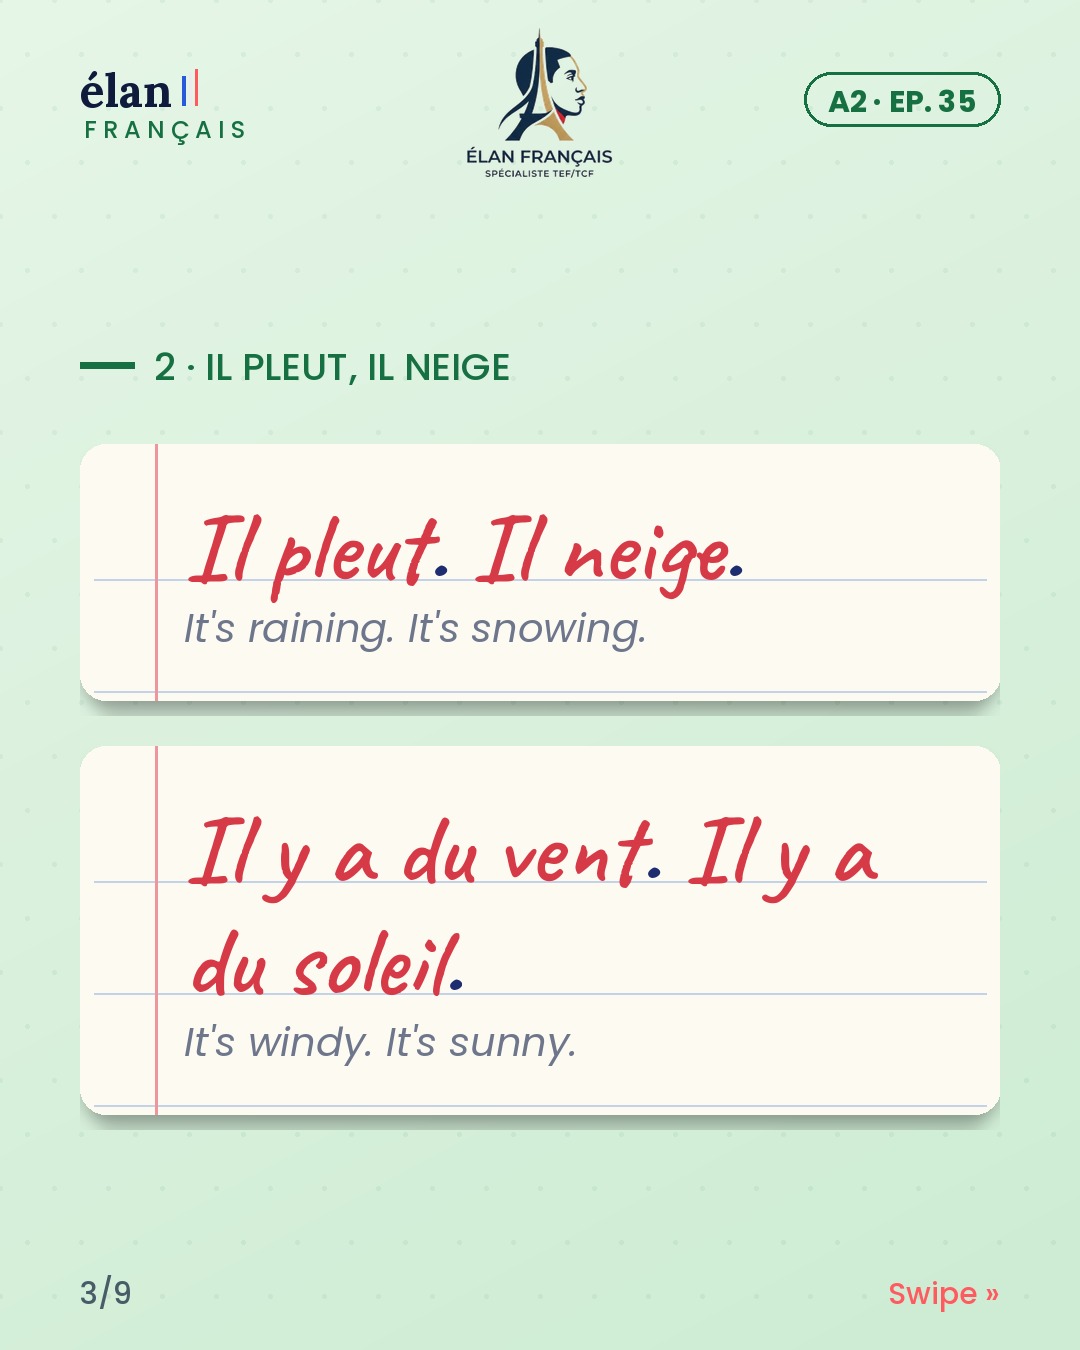 élan
FRANÇAIS
ÉLAN FRANÇAIS
SPÉCIALISTE TEF/TCF
A2 · EP. 35
2 · IL PLEUT, IL NEIGE
Il pleut. Il neige.
It's raining. It's snowing.
Il y a du vent. Il y a
du soleil.
It's windy. It's sunny.
3/9
Swipe »